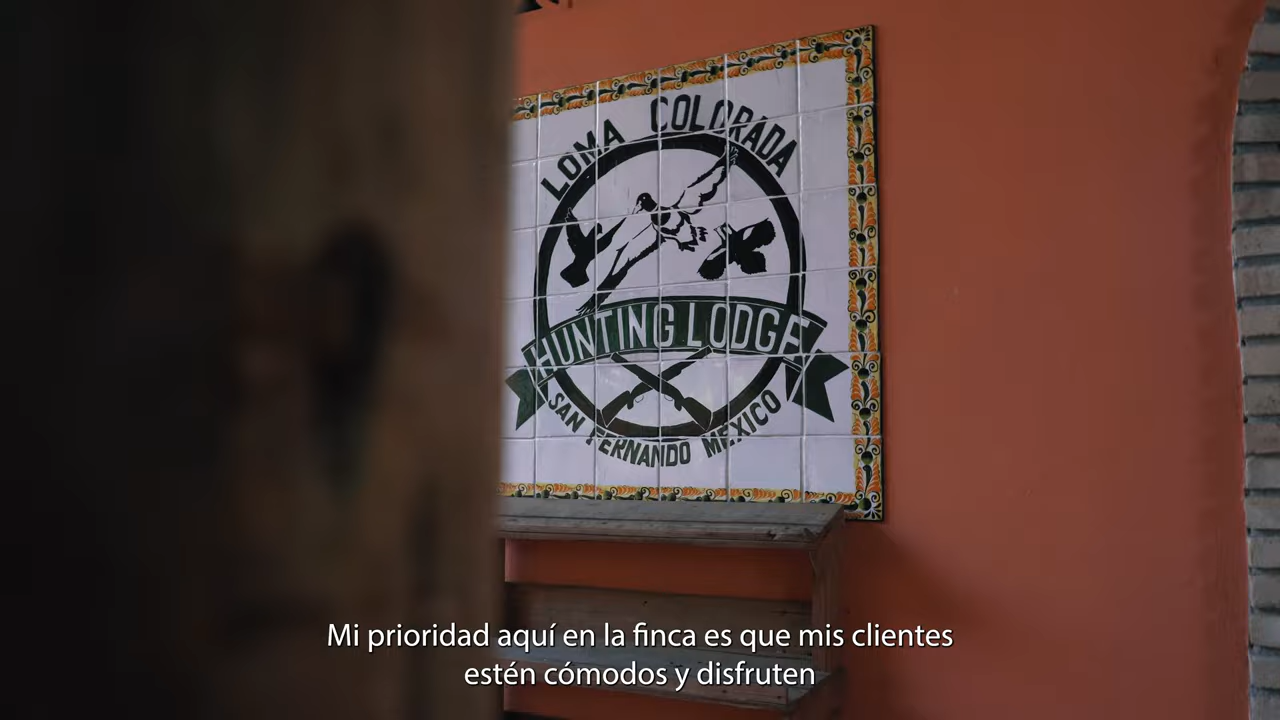 LOMA COLORADA
HUNTING LODGE
SAN FERNANDO MEXICO
Mi prioridad aquí en la finca es que mis clientes
estén cómodos y disfruten